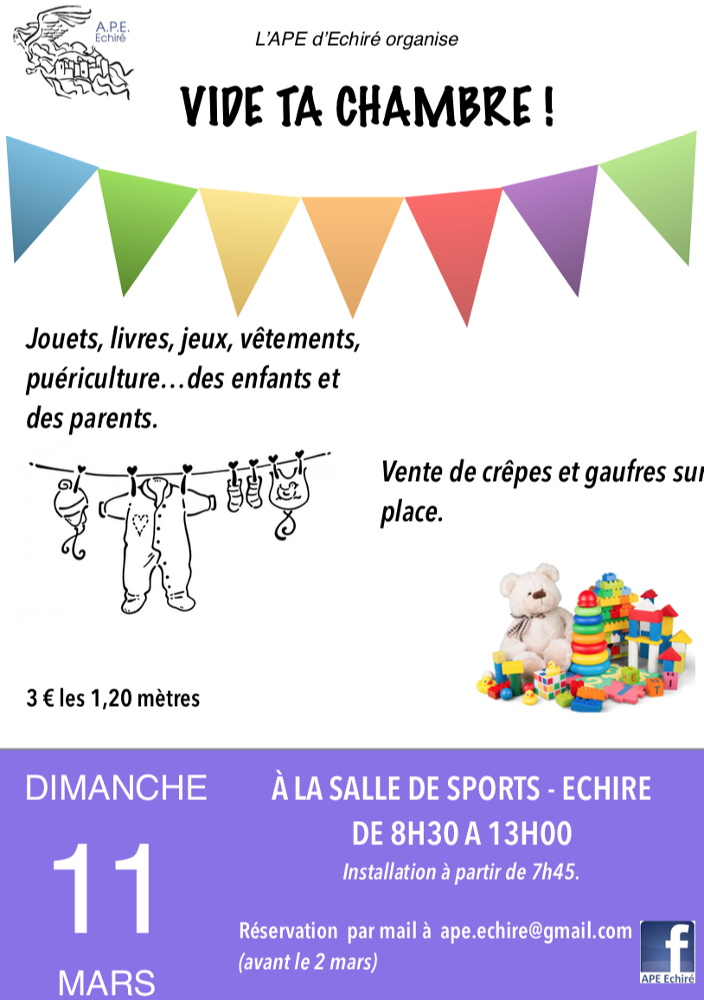 A.P.E.
Echiré
L'APE d'Echiré organise
VIDE TA CHAMBRE !
Jouets, livres, jeux, vêtements,
puériculture…des enfants et
des parents.
Vente de crêpes et gaufres sur
place.
3 € les 1,20 mètres
DIMANCHE
11
MARS
À LA SALLE DE SPORTS - ECHIRE
DE 8H30 A 13H00
Installation à partir de 7h45.
Réservation par mail à ape.echire@gmail.com
(avant le 2 mars)
f
APE Echiré